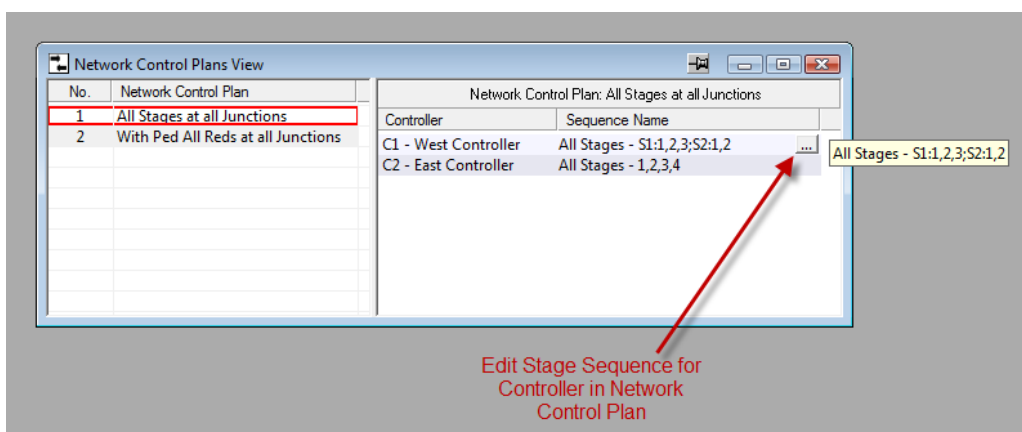 Network Control Plans View
No. Network Control Plan
1 All Stages at all Junctions
2 With Ped All Reds at all Junctions
Network Control Plan: All Stages at all Junctions
Controller Sequence Name
C1 - West Controller All Stages - S1:1,2,3;S2:1,2 ...
C2 - East Controller All Stages - 1,2,3,4
All Stages - S1:1,2,3;S2:1,2
Edit Stage Sequence for
Controller in Network
Control Plan